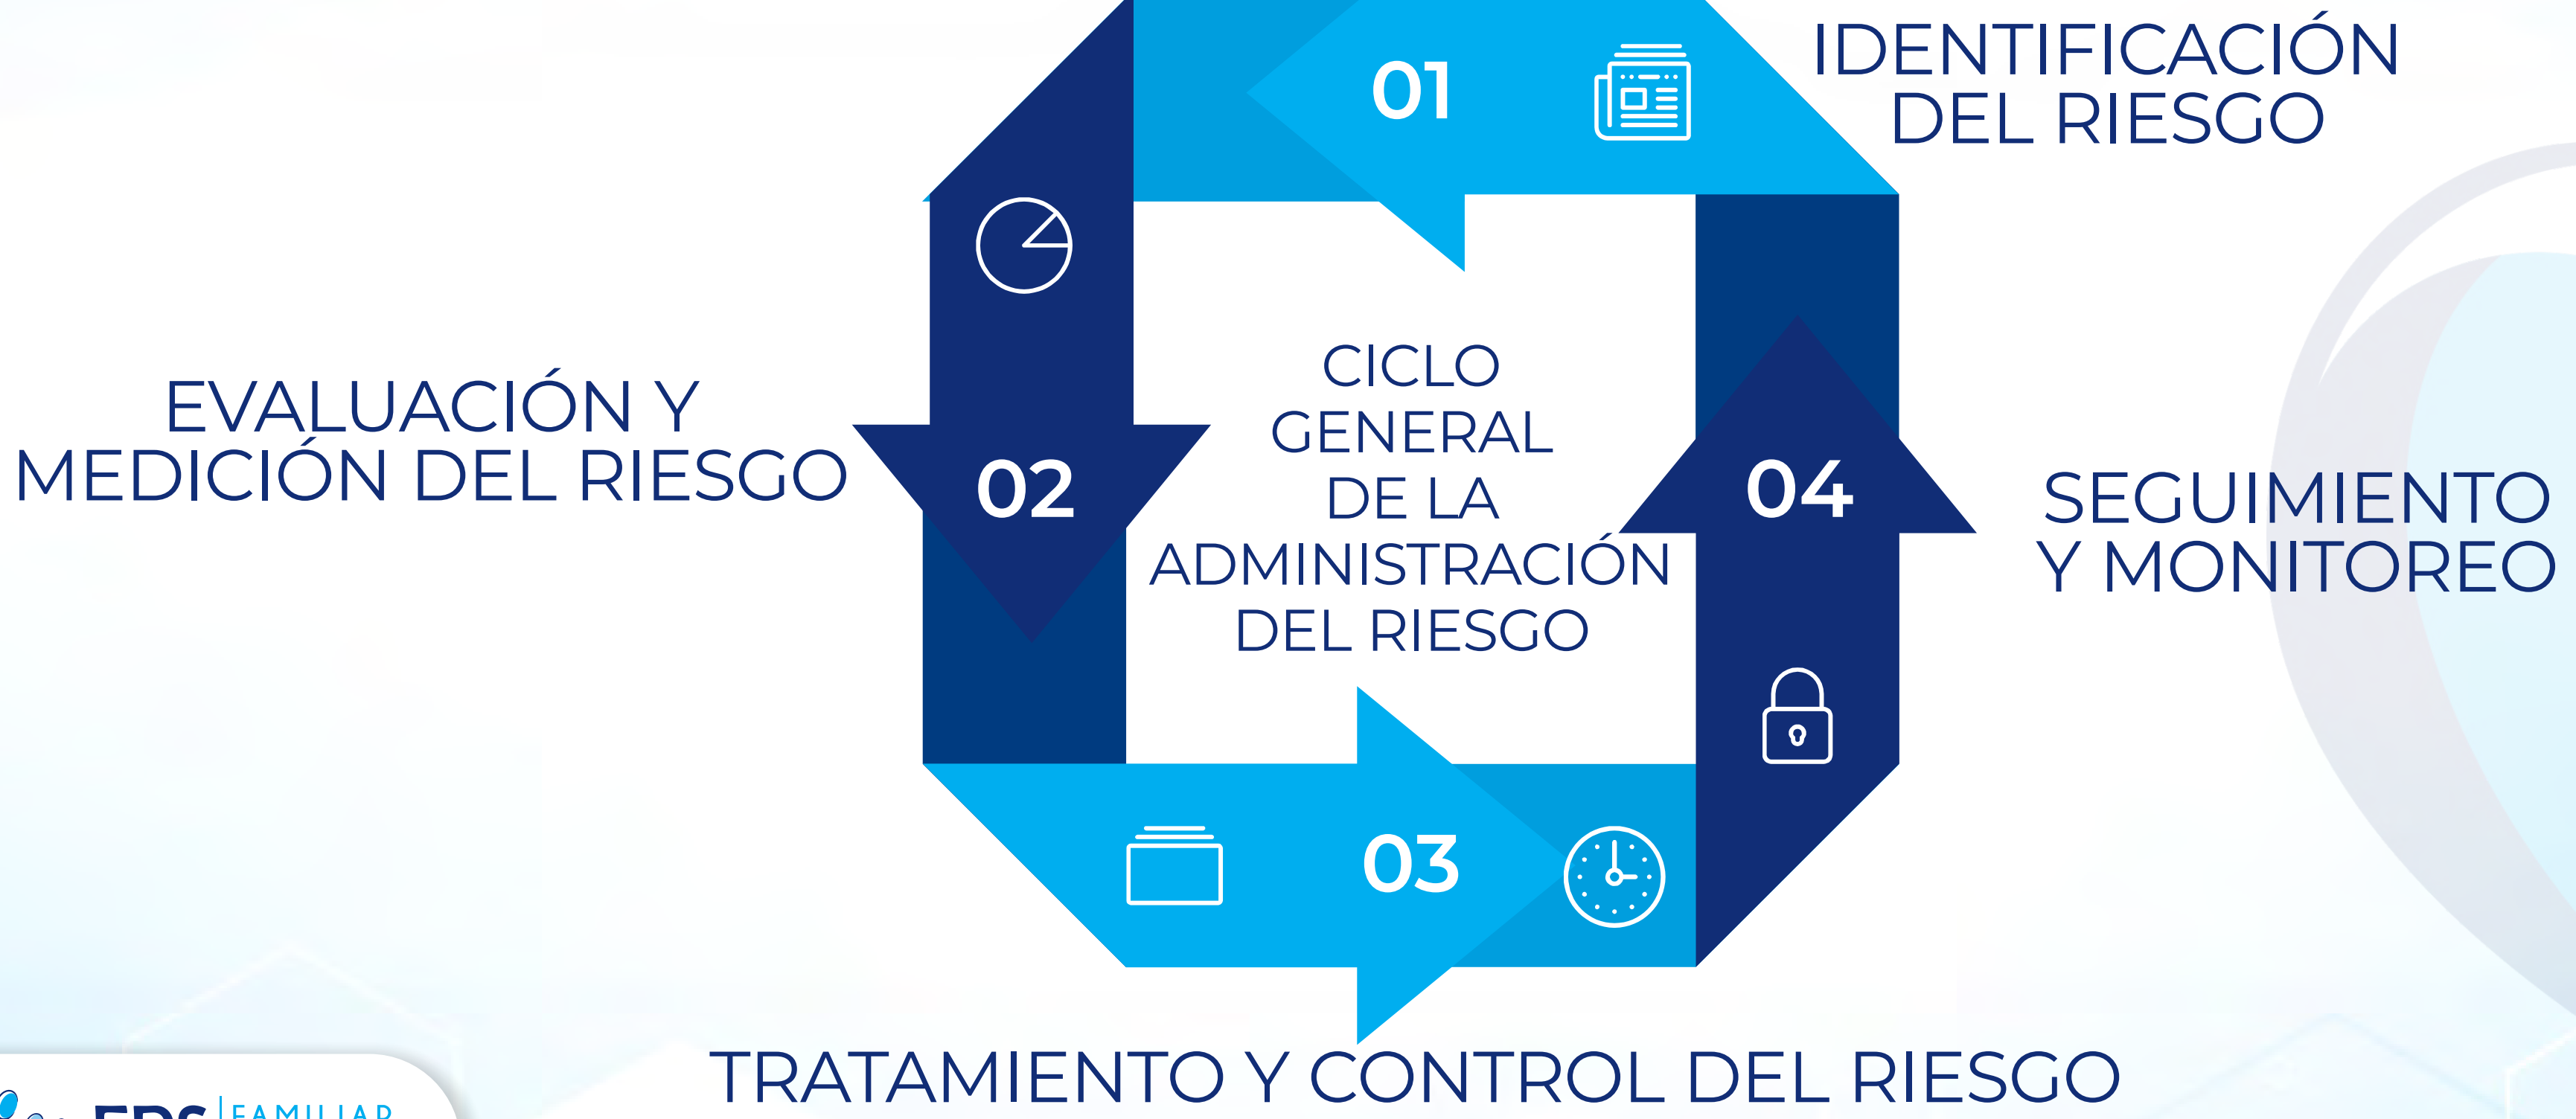 01
IDENTIFICACIÓN
DEL RIESGO
EVALUACIÓN Y
MEDICIÓN DEL RIESGO
02
CICLO
GENERAL
DE LA
ADMINISTRACIÓN
DEL RIESGO
04
SEGUIMIENTO
Y MONITOREO
03
TRATAMIENTO Y CONTROL DEL RIESGO
FAMILIAR